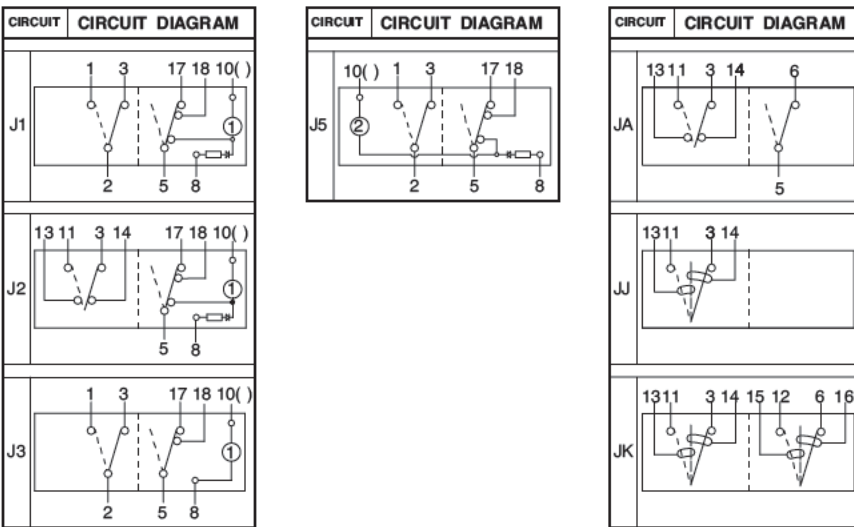 CIRCUIT CIRCUIT DIAGRAM
J1
1 3 17 18 10( )
1
2 5 8
J2
13 11 3 14 17 18 10( )
1
5 8
J3
1 3 17 18 10( )
1
2 5 8
CIRCUIT CIRCUIT DIAGRAM
J5
10( ) 1 3 17 18
2
2 5 8
CIRCUIT CIRCUIT DIAGRAM
JA
13 11 3 14 6
5
JJ
13 11 3 14
JK
13 11 3 14 15 12 6 16